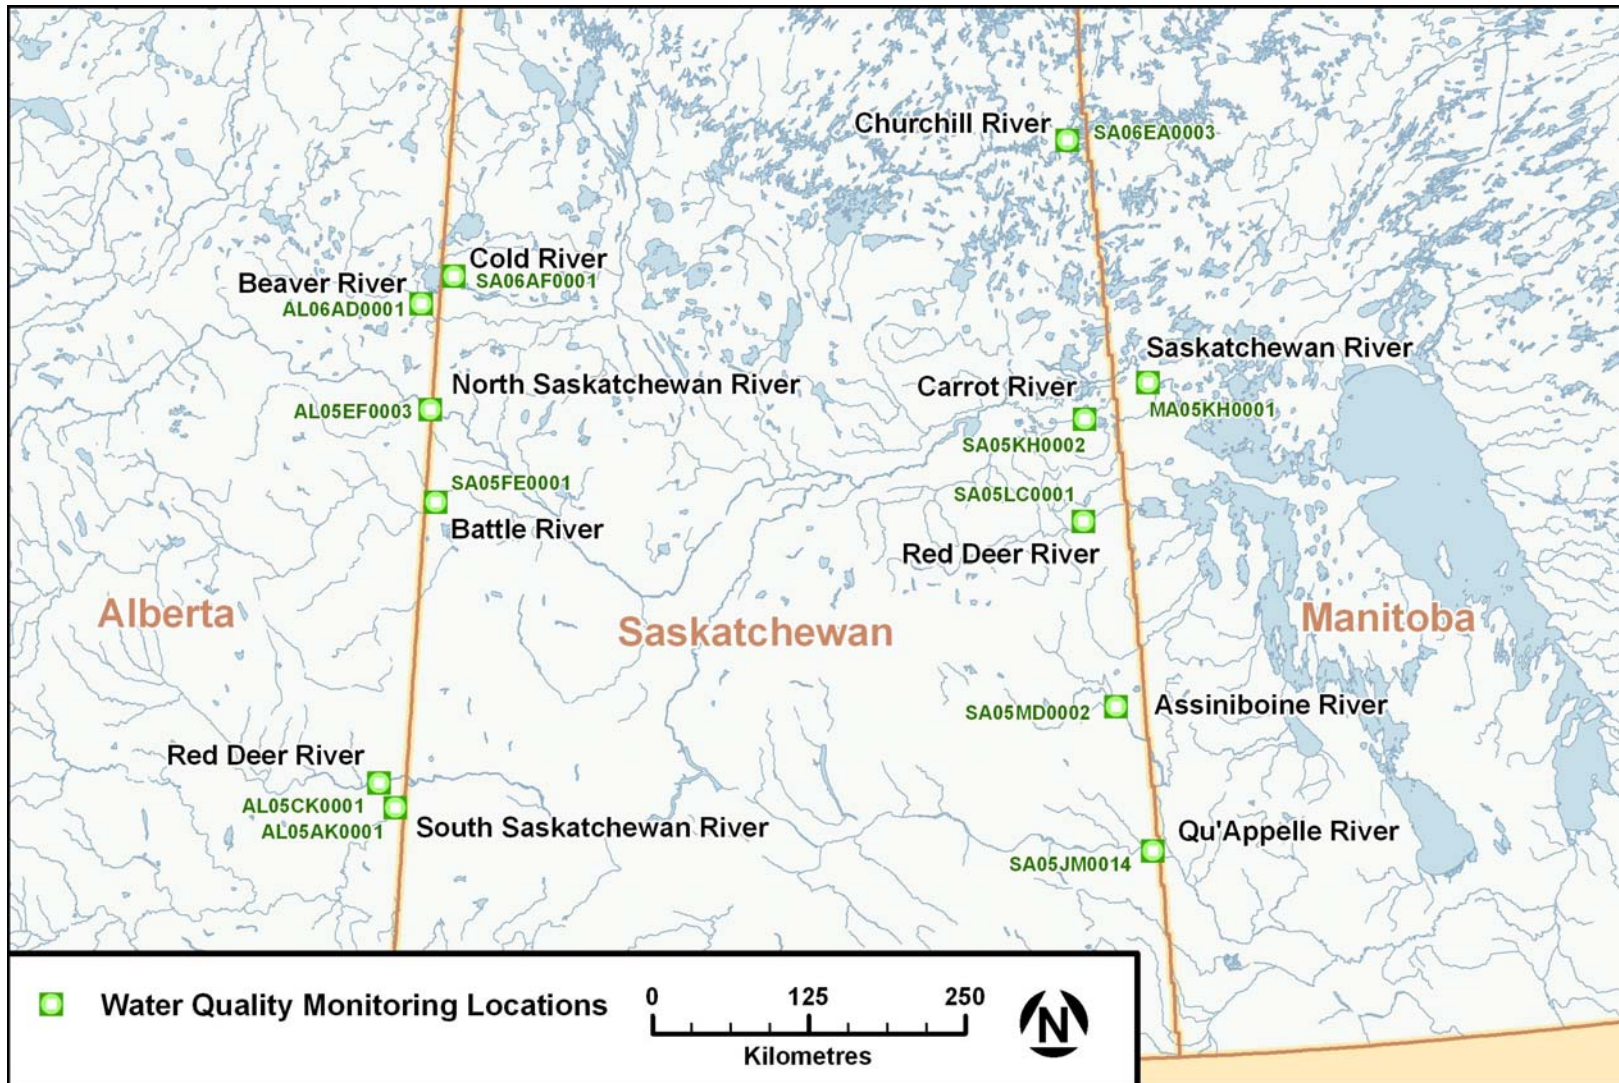 Churchill River
SA06EA0003
Cold River
SA06AF0001
Beaver River
AL06AD0001
Saskatchewan River
MA05KH0001
North Saskatchewan River
AL05EF0003
Carrot River
SA05KH0002
SA05FE0001
Battle River
SA05LC0001
Red Deer River
Alberta
Saskatchewan
Manitoba
SA05MD0002
Assiniboine River
Red Deer River
AL05CK0001
AL05AK0001
South Saskatchewan River
Qu'Appelle River
SA05JM0014
Water Quality Monitoring Locations
0 125 250
Kilometres
N